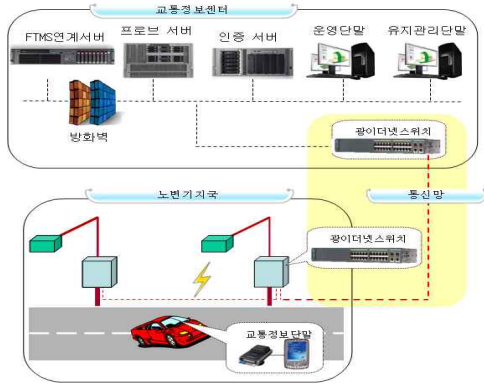 교통정보센터
FTMS연계서버
프로브 서버
인증 서버
운영단말
유지관리단말
방화벽
광이더넷스위치
노변기지국
통신망
광이더넷스위치
교통정보단말